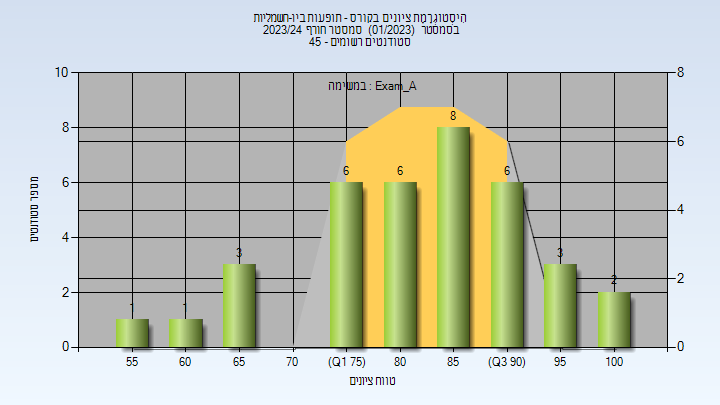 הִיסְטוֹגְרָמַת ציונים בקורס - תופעות ביו-חשמליות
בסמסטר (01/2023) סמסטר חורף 2023/24
סטודנטים רשומים - 45
במשימה : Exam_A
מספר סטודנטים
10 8 6 4 2 0
8 6 4 2 0
1 1 3 6 6 8 6 3 2
55 60 65 70 (Q1 75) 80 85 (Q3 90) 95 100
טווח ציונים